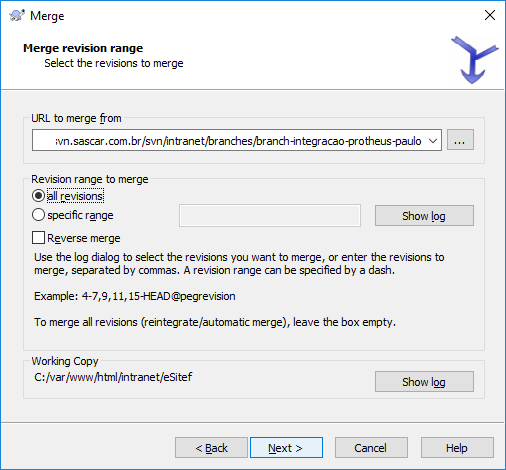 Merge
Merge revision range
Select the revisions to merge
URL to merge from
svn.sascar.com.br/svn/intranet/branches/branch-integracao-protheus-paulo
...
Revision range to merge
all revisions
specific range
Show log
Reverse merge
Use the log dialog to select the revisions you want to merge, or enter the revisions to
merge, separated by commas. A revision range can be specified by a dash.
Example: 4-7,9,11,15-HEAD@pegrevision
To merge all revisions (reintegrate/automatic merge), leave the box empty.
Working Copy
C:/var/www/html/intranet/eSitef
Show log
< Back
Next >
Cancel
Help